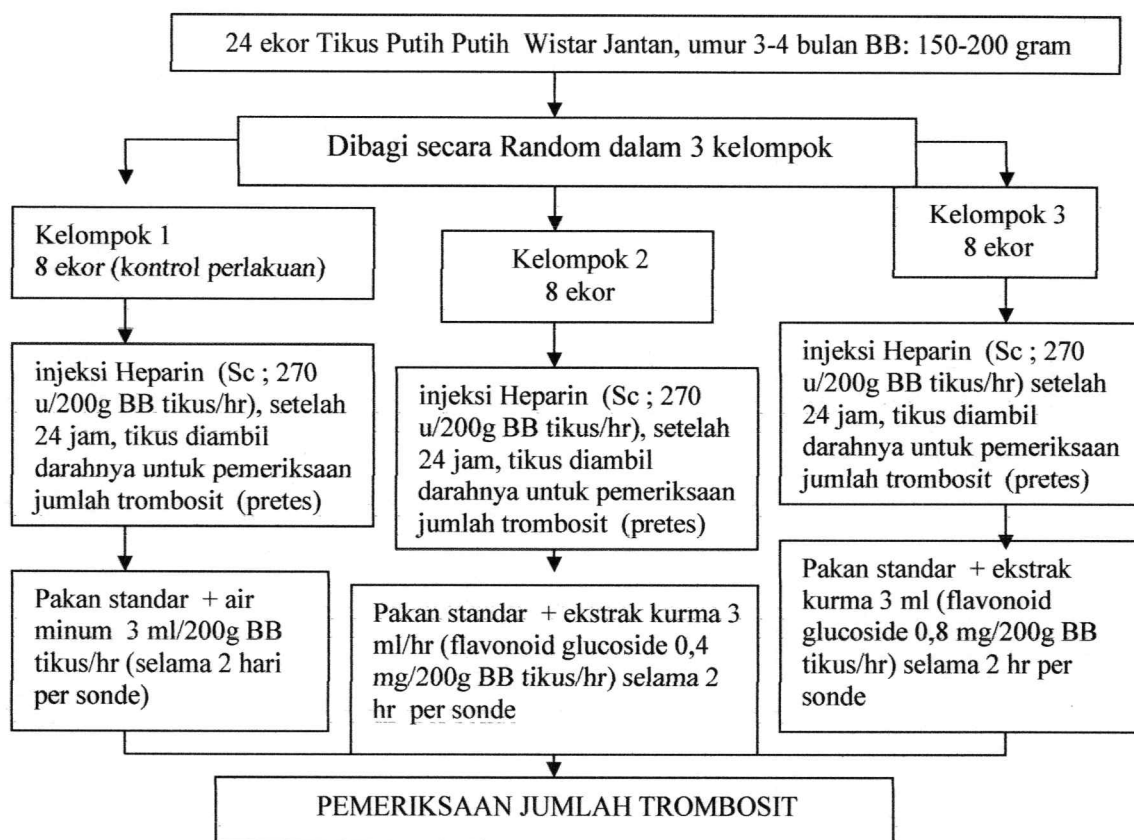 24 ekor Tikus Putih Putih Wistar Jantan, umur 3-4 bulan BB: 150-200 gram
Dibagi secara Random dalam 3 kelompok
Kelompok 1
8 ekor (kontrol perlakuan)
Kelompok 2
8 ekor
Kelompok 3
8 ekor
injeksi Heparin (Sc ; 270
u/200g BB tikus/hr), setelah
24 jam, tikus diambil
darahnya untuk pemeriksaan
jumlah trombosit (pretes)
injeksi Heparin (Sc ; 270
u/200g BB tikus/hr), setelah
24 jam, tikus diambil
darahnya untuk pemeriksaan
jumlah trombosit (pretes)
injeksi Heparin (Sc ; 270
u/200g BB tikus/hr) setelah
24 jam, tikus diambil
darahnya untuk pemeriksaan
jumlah trombosit (pretes)
Pakan standar + air
minum 3 ml/200g BB
tikus/hr (selama 2 hari
per sonde)
Pakan standar + ekstrak kurma 3
ml/hr (flavonoid glucoside 0,4
mg/200g BB tikus/hr) selama 2
hr per sonde
Pakan standar + ekstrak
kurma 3 ml (flavonoid
glucoside 0,8 mg/200g BB
tikus/hr) selama 2 hr per
sonde
PEMERIKSAAN JUMLAH TROMBOSIT